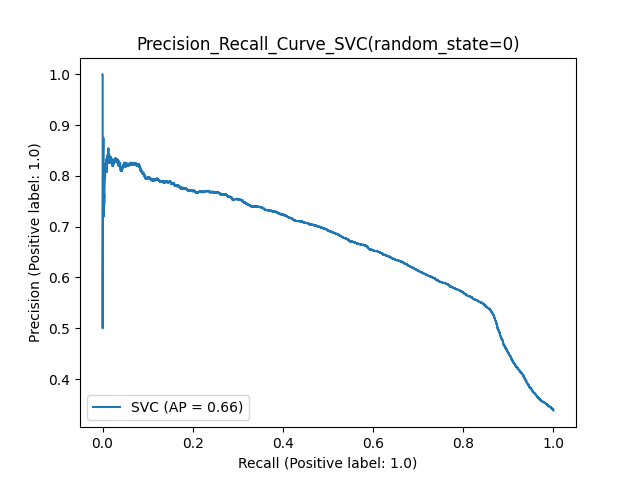 Precision_Recall_Curve_SVC(random_state=0)
Precision (Positive label: 1.0)
1.0
0.9
0.8
0.7
0.6
0.5
0.4
SVC (AP = 0.66)
0.0 0.2 0.4 0.6 0.8 1.0
Recall (Positive label: 1.0)